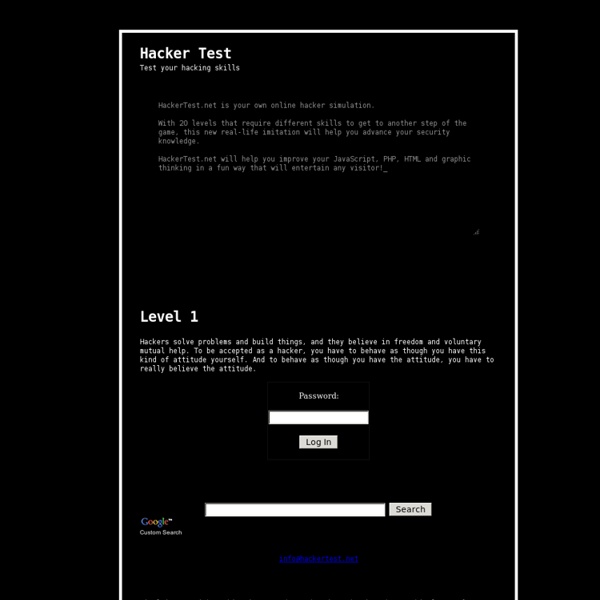 Hacker Test
Test your hacking skills
HackerTest.net is your own online hacker simulation.
With 20 levels that require different skills to get to another step of the
game, this new real-life imitation will help you advance your security
knowledge.
HackerTest.net will help you improve your JavaScript, PHP, HTML and graphic
thinking in a fun way that will entertain any visitor!_
Level 1
Hackers solve problems and build things, and they believe in freedom and voluntary
mutual help. To be accepted as a hacker, you have to behave as though you have this
kind of attitude yourself. And to behave as though you have the attitude, you have to
really believe the attitude.
Password:
Log In
Search
Google™
Custom Search
info@hackertest.net